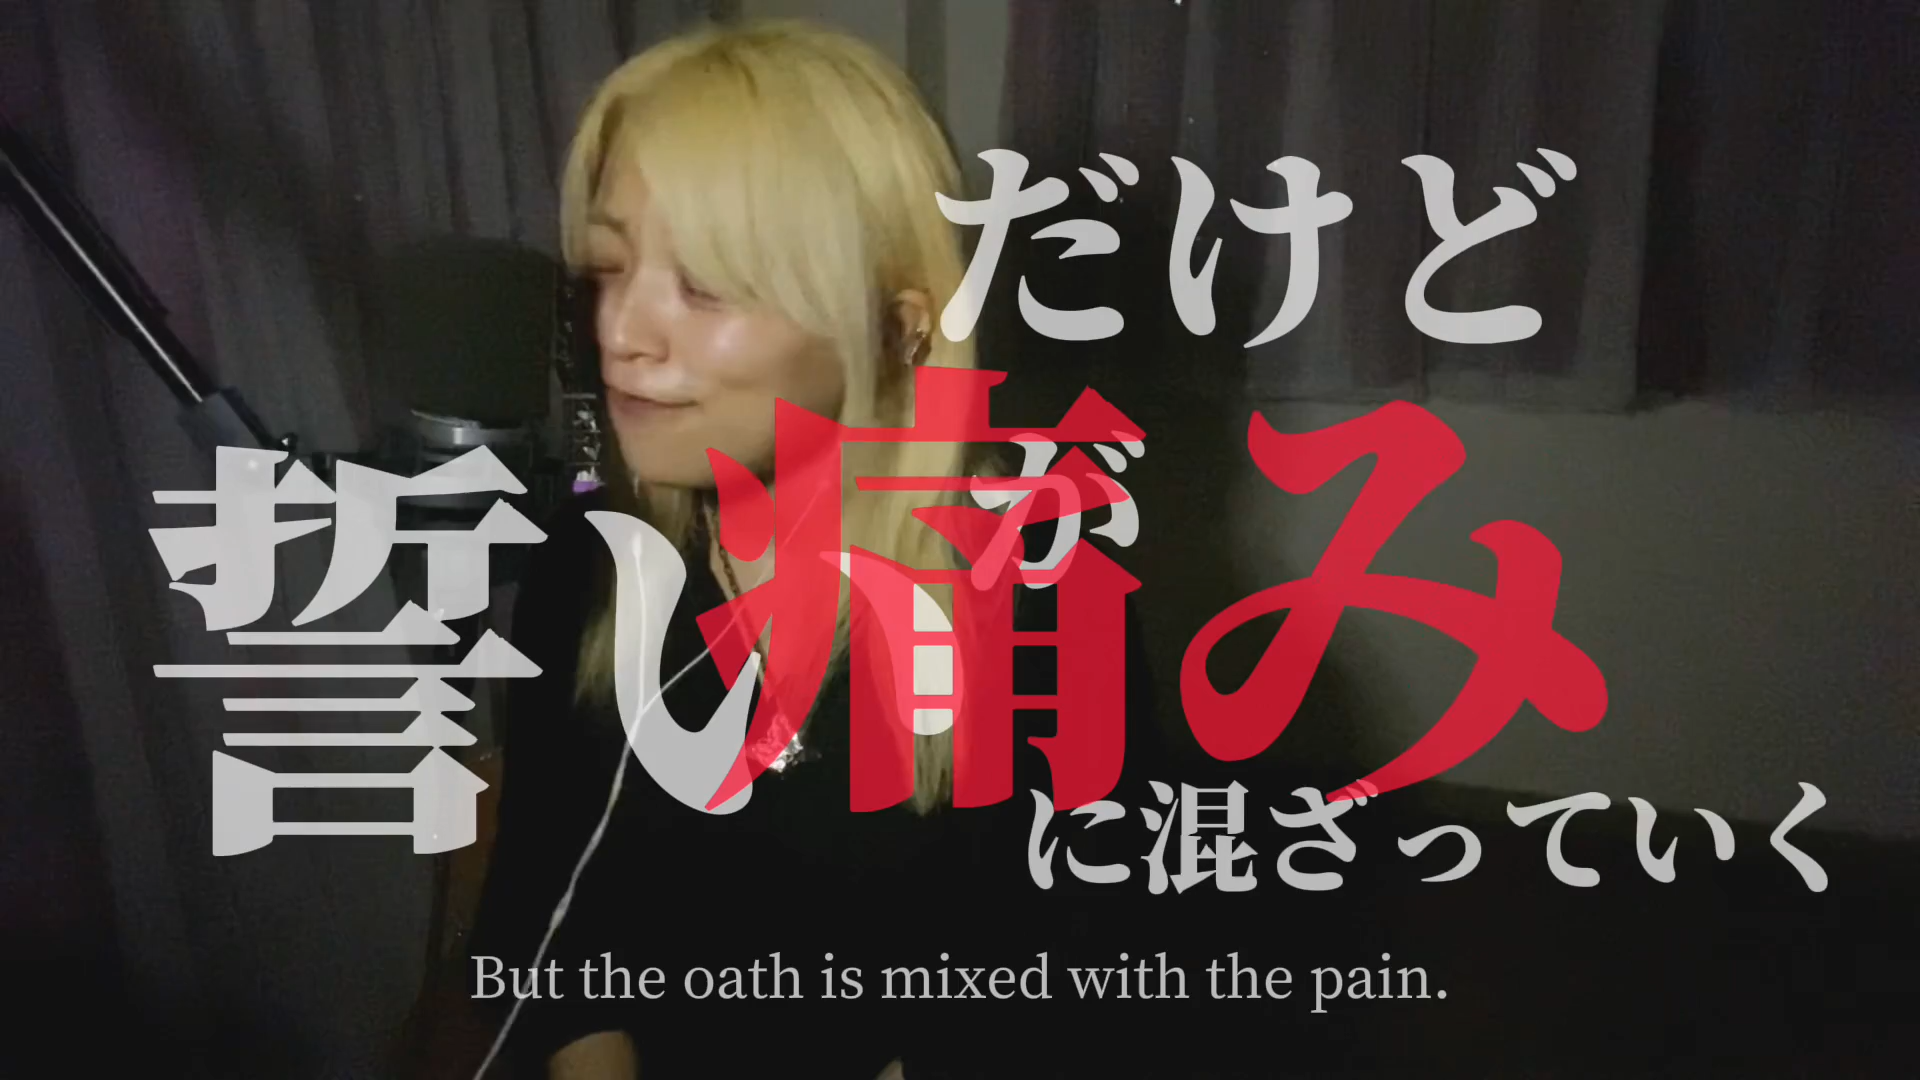 だけど
誓いが痛み
に混ざっていく
But the oath is mixed with the pain.